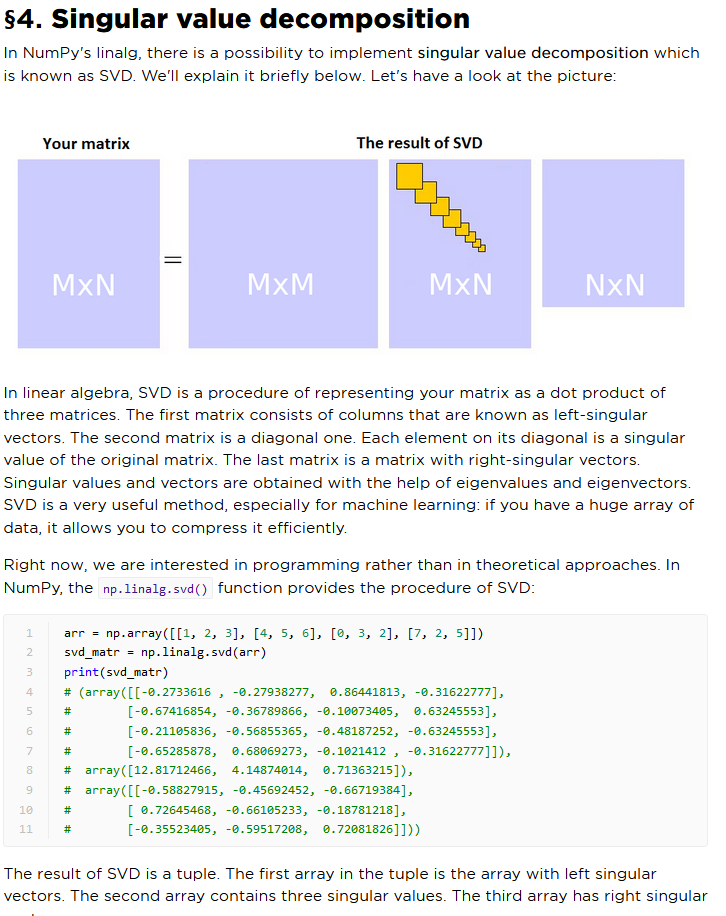 §4. Singular value decomposition
In NumPy's linalg, there is a possibility to implement singular value decomposition which
is known as SVD. We'll explain it briefly below. Let's have a look at the picture:
Your matrix
The result of SVD
MxN
=
MxM
MxN
NxN
In linear algebra, SVD is a procedure of representing your matrix as a dot product of
three matrices. The first matrix consists of columns that are known as left-singular
vectors. The second matrix is a diagonal one. Each element on its diagonal is a singular
value of the original matrix. The last matrix is a matrix with right-singular vectors.
Singular values and vectors are obtained with the help of eigenvalues and eigenvectors.
SVD is a very useful method, especially for machine learning: if you have a huge array of
data, it allows you to compress it efficiently.
Right now, we are interested in programming rather than in theoretical approaches. In
NumPy, the np.linalg.svd() function provides the procedure of SVD:
1 arr = np.array([[1, 2, 3], [4, 5, 6], [0, 3, 2], [7, 2, 5]])
2 svd_matr = np.linalg.svd(arr)
3 print(svd_matr)
4 # (array([[-0.2733616 , -0.27938277,  0.86441813, -0.31622777],
5 #        [-0.67416854, -0.36789866, -0.10073405,  0.63245553],
6 #        [-0.21105836, -0.56855365, -0.48187252, -0.63245553],
7 #        [-0.65285878,  0.68069273, -0.1021412 , -0.31622777]]),
8 #  array([12.81712466,  4.14874014,  0.71363215]),
9 #  array([[-0.58827915, -0.45692452, -0.66719384],
10 #        [ 0.72645468, -0.66105233, -0.18781218],
11 #        [-0.35523405, -0.59517208,  0.72081826]]))
The result of SVD is a tuple. The first array in the tuple is the array with left singular
vectors. The second array contains three singular values. The third array has right singular